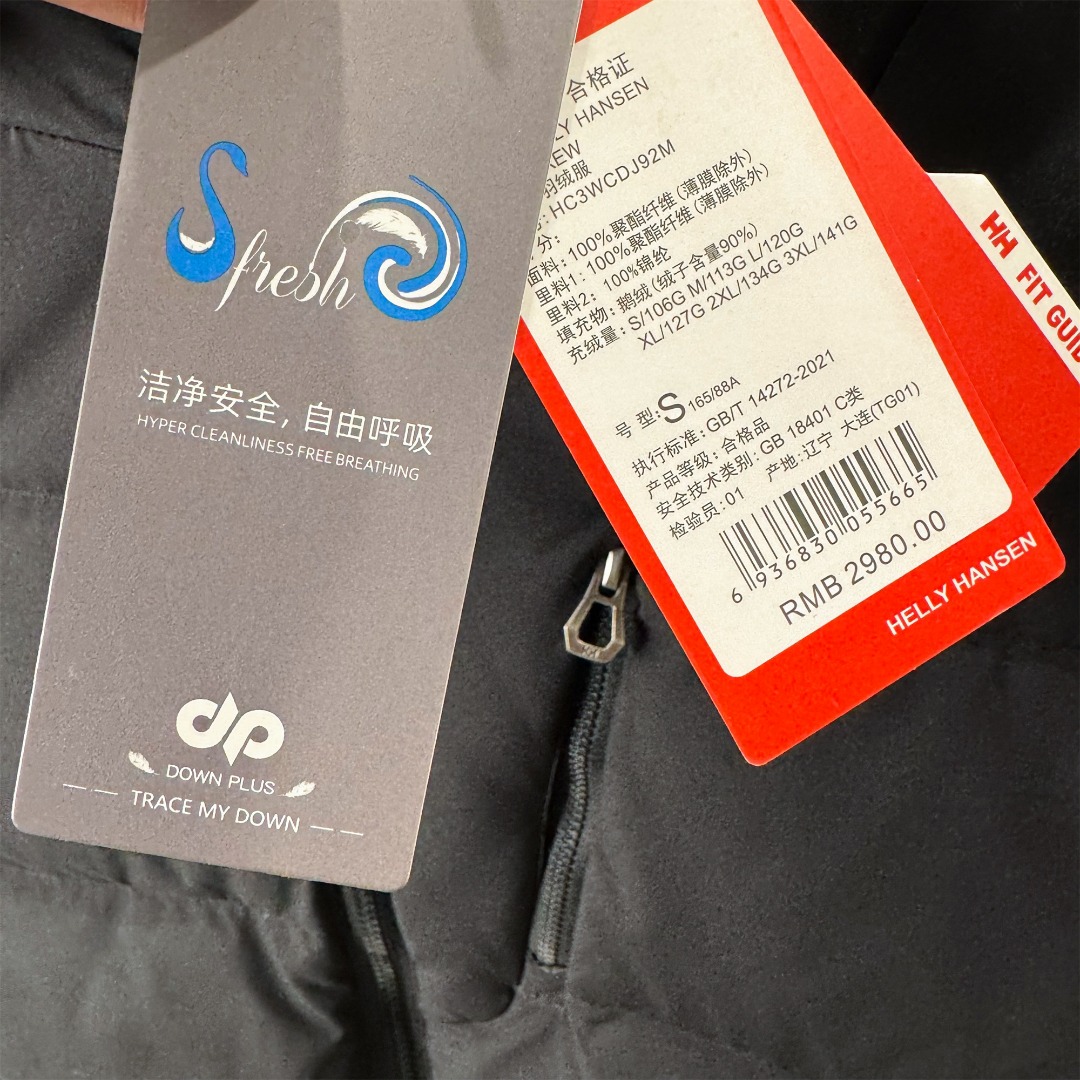 Sfresh
洁净安全，自由呼吸
HYPER CLEANLINESS FREE BREATHING
dp
DOWN PLUS
TRACE MY DOWN
合格证
LY HANSEN
REW
羽绒服
: HC3WCDJ92M
分：
面料：100%聚酯纤维（薄膜除外）
里料1：100%聚酯纤维（薄膜除外）
里料2：100%锦纶
填充物：鹅绒（绒子含量90%）
充绒量：S/106G M/113G L/120G
XL/127G 2XL/134G 3XL/141G
号 型:S 165/88A
执行标准: GB/T 14272-2021
产品等级: 合格品
安全技术类别: GB 18401 C类
检验员:01 产地:辽宁 大连(TG01)
6 936830 055665
RMB 2980.00
HELLY HANSEN
HH FIT GUID
HH